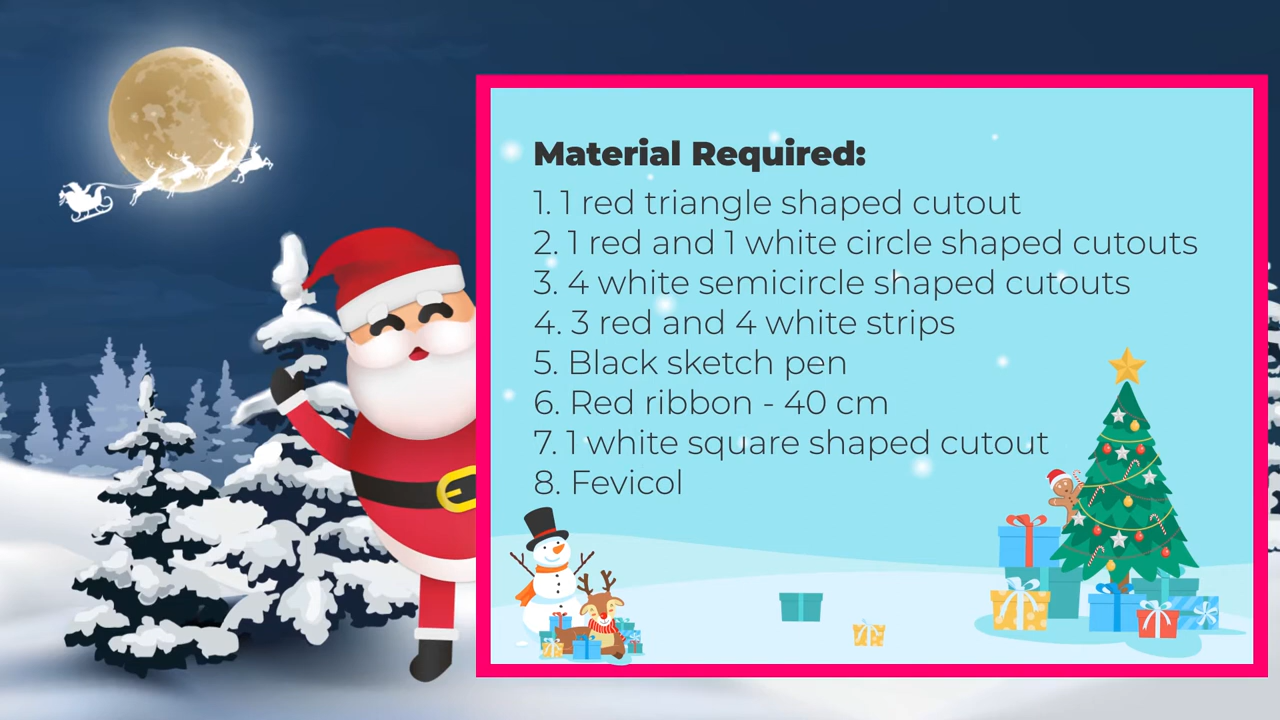 Material Required:
1. 1 red triangle shaped cutout
2. 1 red and 1 white circle shaped cutouts
3. 4 white semicircle shaped cutouts
4. 3 red and 4 white strips
5. Black sketch pen
6. Red ribbon - 40 cm
7. 1 white square shaped cutout
8. Fevicol